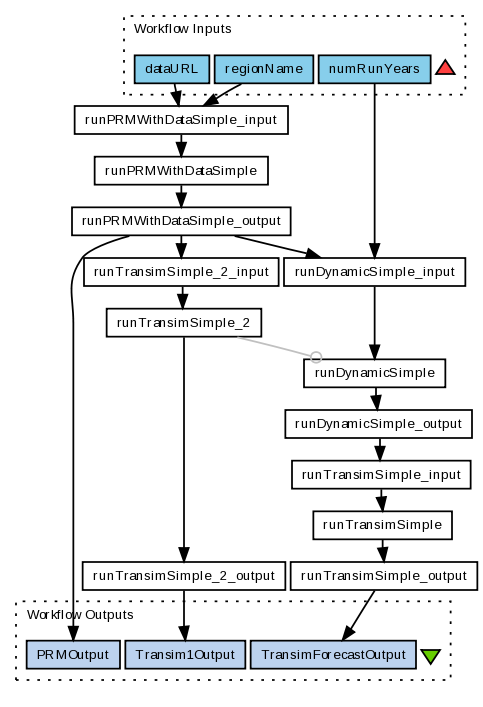 Workflow Inputs
dataURL
regionName
numRunYears
runPRMWithDataSimple_input
runPRMWithDataSimple
runPRMWithDataSimple_output
runTransimSimple_2_input
runDynamicSimple_input
runTransimSimple_2
runDynamicSimple
runDynamicSimple_output
runTransimSimple_input
runTransimSimple
runTransimSimple_2_output
runTransimSimple_output
Workflow Outputs
PRMOutput
Transim1Output
TransimForecastOutput